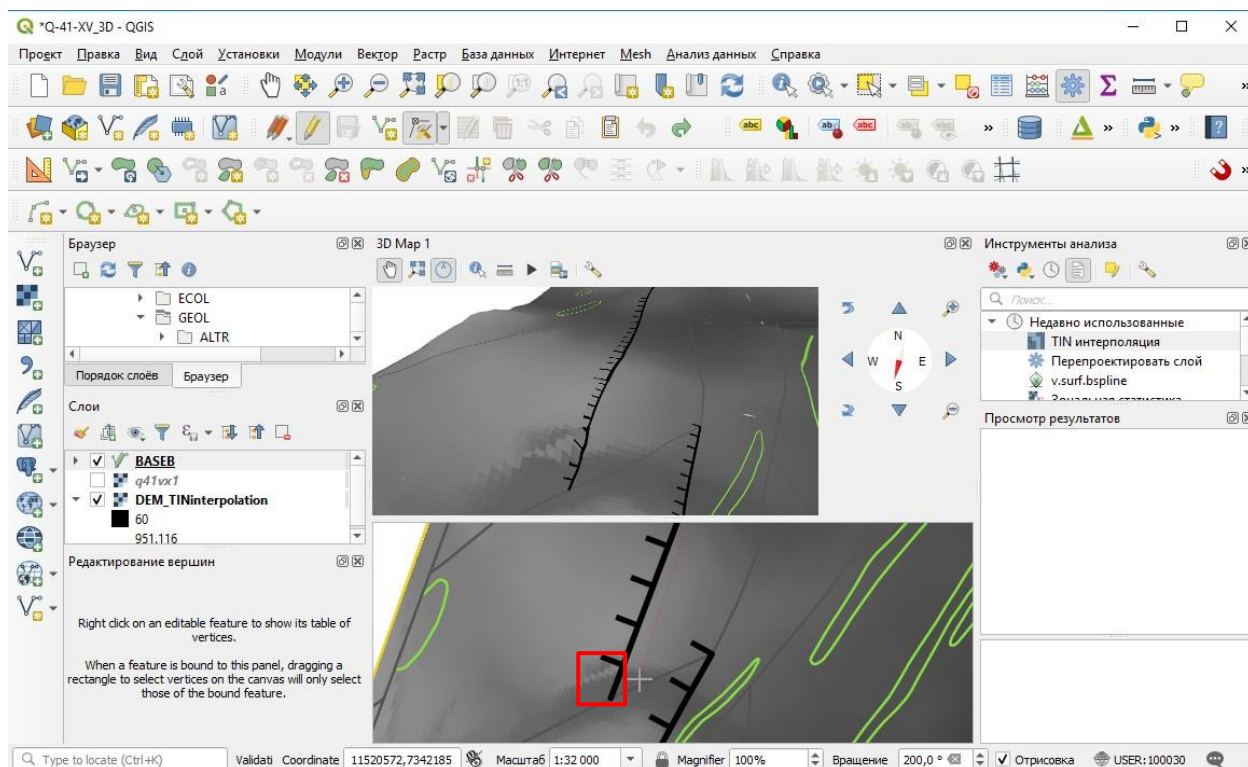 *Q-41-XV_3D - QGIS
Проект Правка Вид Слой Установки Модули Вектор Растр База данных Интернет Mesh Анализ данных Справка
Браузер
ECOL
GEOL
ALTR
Порядок слоёв Браузер
Слои
BASEB
q41vx1
DEM_TINinterpolation
60
951.116
Редактирование вершин
Right click on an editable feature to show its table of
vertices.
When a feature is bound to this panel, dragging a
rectangle to select vertices on the canvas will only select
those of the bound feature.
3D Map 1
N
W E
S
Инструменты анализа
Поиск...
Недавно использованные
TIN интерполяция
Перепроектировать слой
v.surf.bspline
Зональная статистика
Просмотр результатов
Type to locate (Ctrl+K) Validati Coordinate 11520572,7342185 Масштаб 1:32 000 Magnifier 100% Вращение 200,0 ° Отрисовка USER:100030